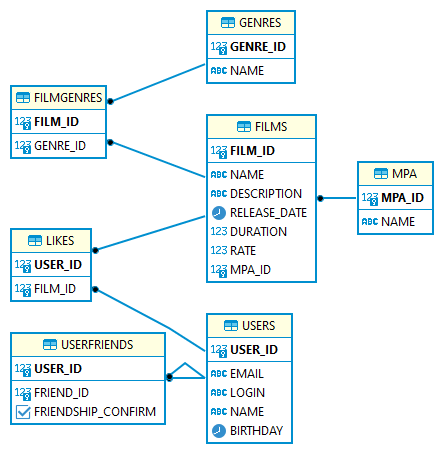 GENRES
123 GENRE_ID
ABC NAME
FILMGENRES
123 FILM_ID
123 GENRE_ID
FILMS
123 FILM_ID
ABC NAME
ABC DESCRIPTION
RELEASE_DATE
123 DURATION
123 RATE
123 MPA_ID
MPA
123 MPA_ID
ABC NAME
LIKES
123 USER_ID
123 FILM_ID
USERFRIENDS
123 USER_ID
123 FRIEND_ID
FRIENDSHIP_CONFIRM
USERS
123 USER_ID
ABC EMAIL
ABC LOGIN
ABC NAME
BIRTHDAY